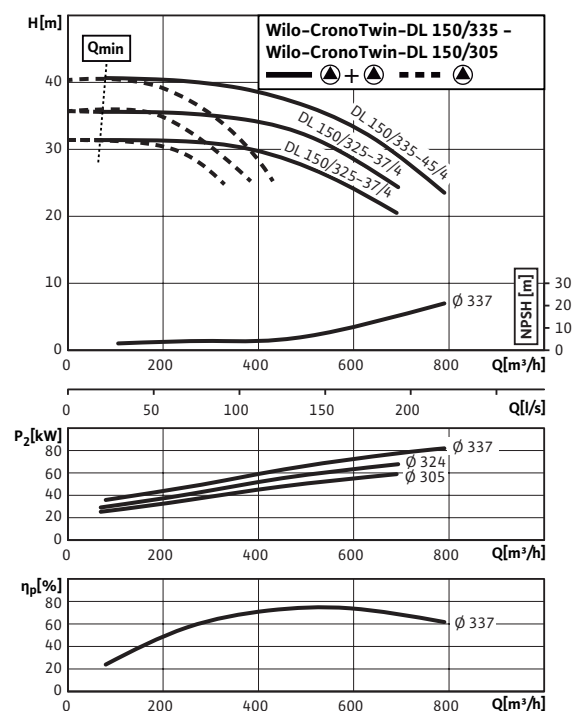 H[m]
Wilo-CronoTwin-DL 150/335 –
Wilo-CronoTwin-DL 150/305
+
Qmin
40
30
20
10
0
DL 150/335-45/4
DL 150/325-37/4
DL 150/325-37/4
Ø 337
NPSH [m]
30
20
10
0
0 200 400 600 800 Q[m³/h]
0 50 100 150 200 Q[l/s]
P₂[kW]
80
60
40
20
0
Ø 337
Ø 324
Ø 305
0 200 400 600 800 Q[m³/h]
ηp[%]
80
60
40
20
0
Ø 337
0 200 400 600 800 Q[m³/h]